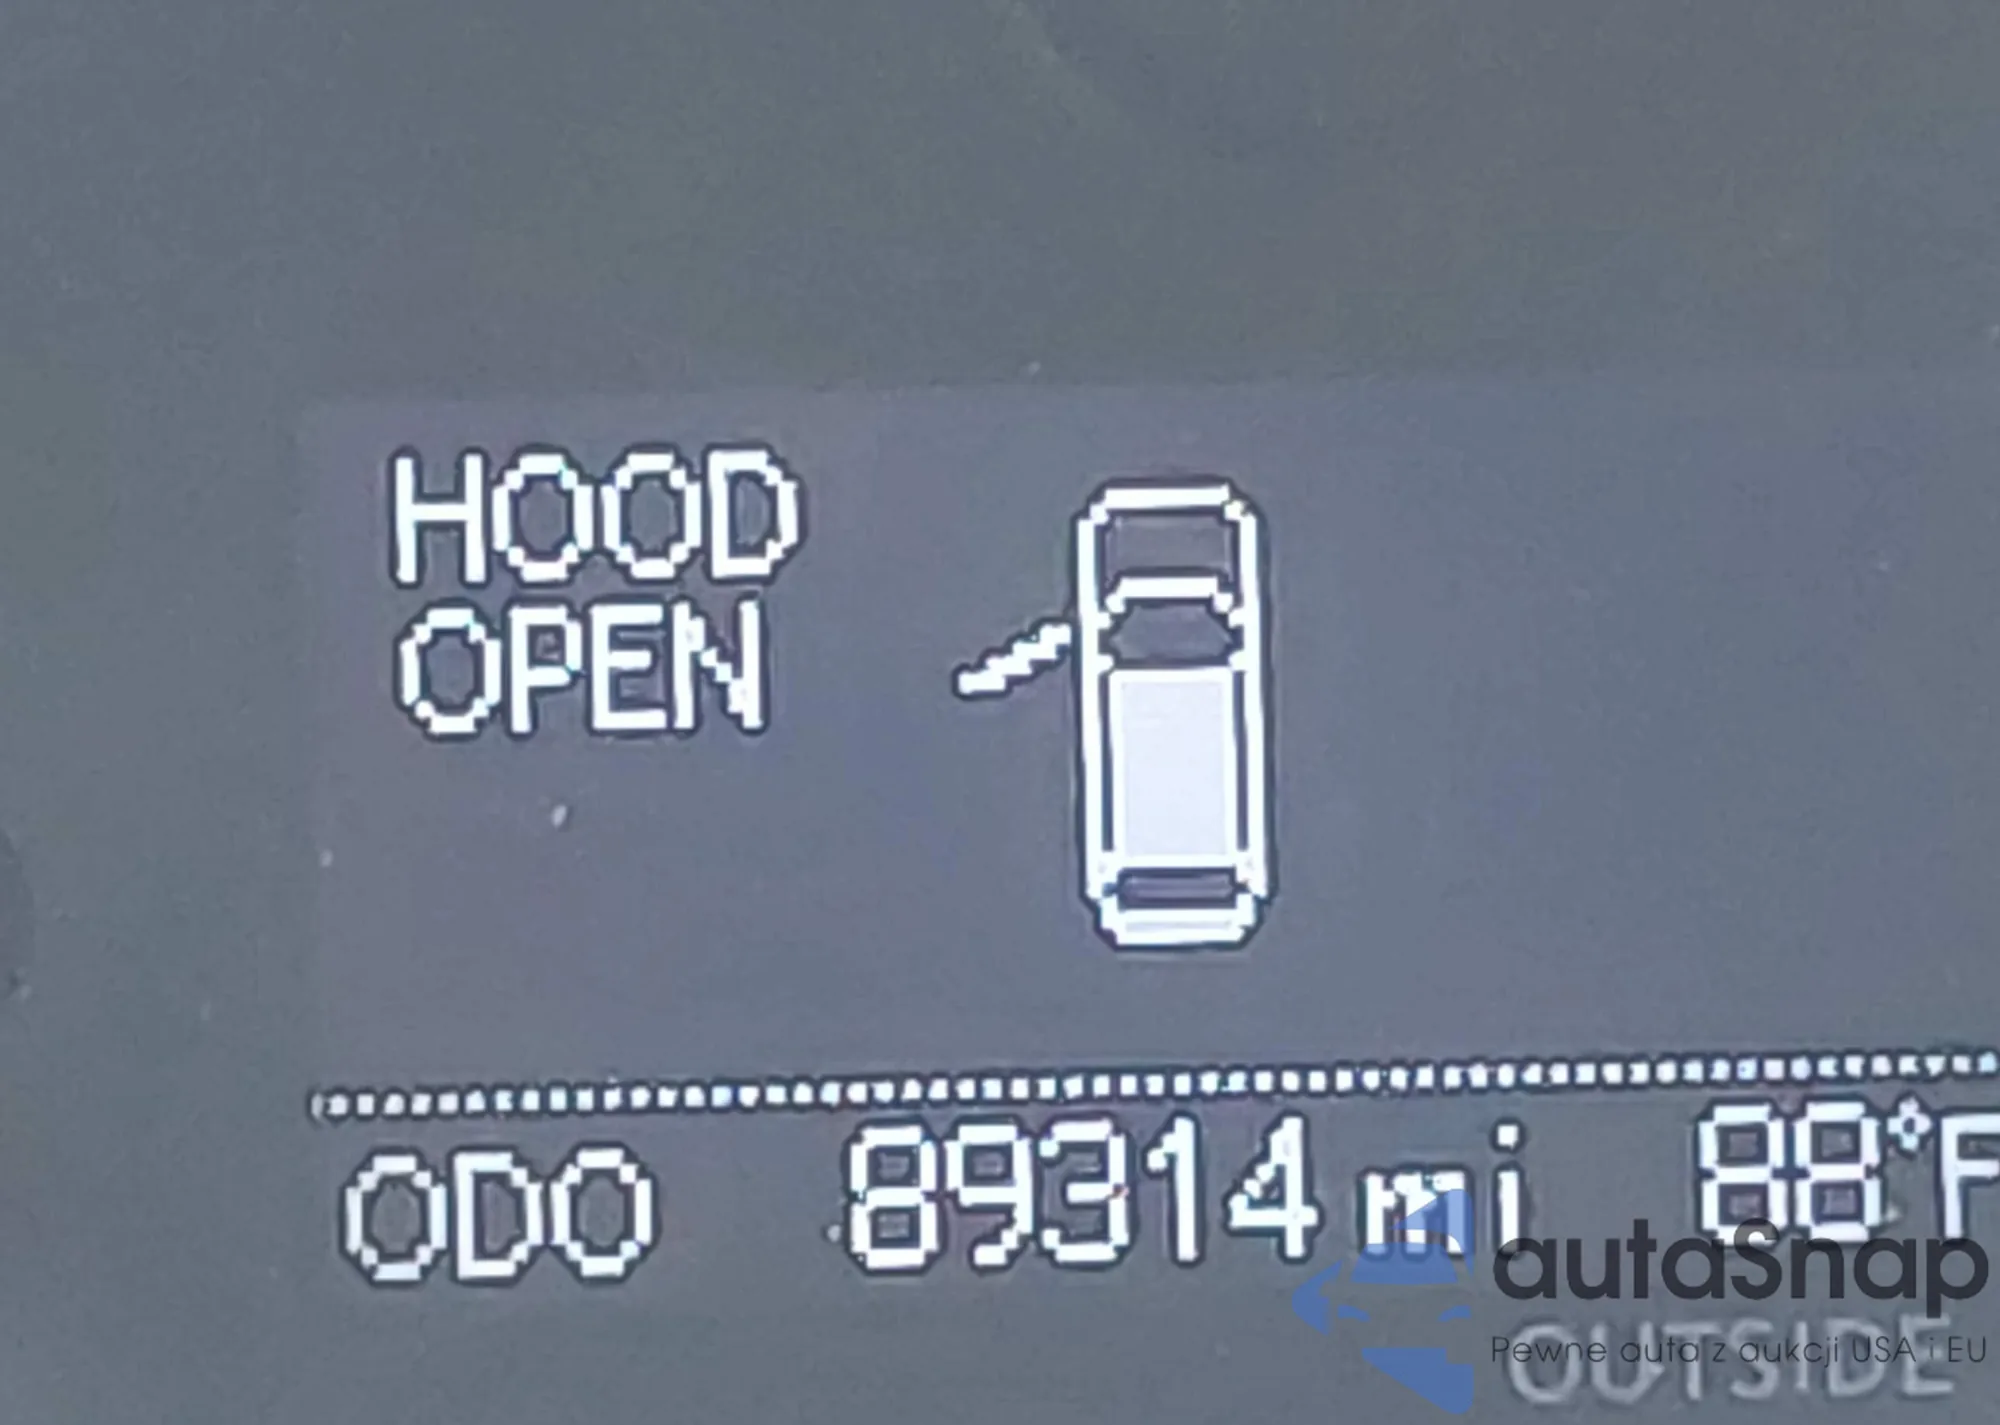 HOOD
OPEN
ODO 89314 mi 88°F
autaSnap
Pewne auta z aukcji USA i EU
OUTSIDE